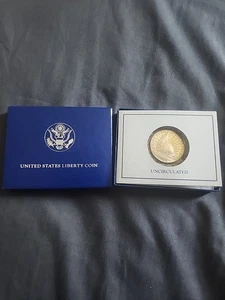 UNITED STATES LIBERTY COIN
UNCIRCULATED